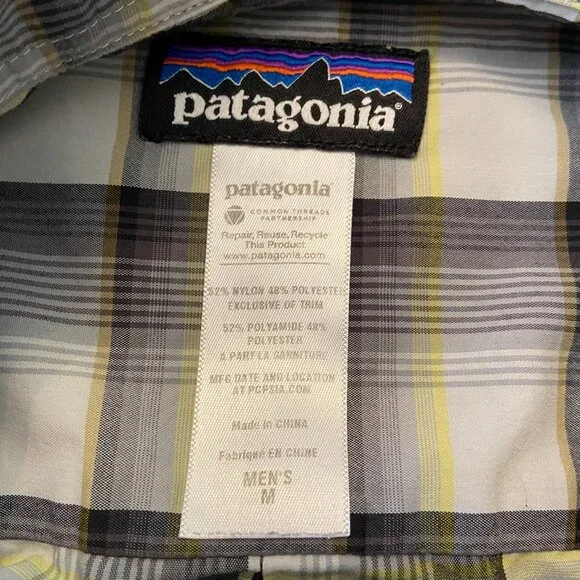 patagonia®
patagonia
COMMON THREADS
PARTNERSHIP
Repair, Reuse, Recycle
This Product
www.patagonia.com
52% NYLON 48% POLYESTER
EXCLUSIVE OF TRIM
52% POLYAMIDE 48%
POLYESTER
A PART LA GARNITURE
MFG DATE AND LOCATION
AT PCPSIA.COM
Made in CHINA
Fabriqué EN CHINE
MEN'S
M